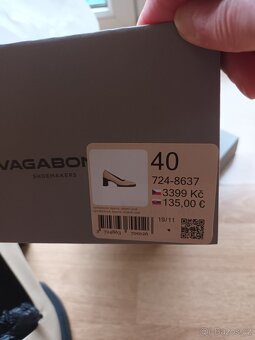 VAGABON
SHOEMAKERS
40
724-8637
3399 Kč
135,00 €
19/11